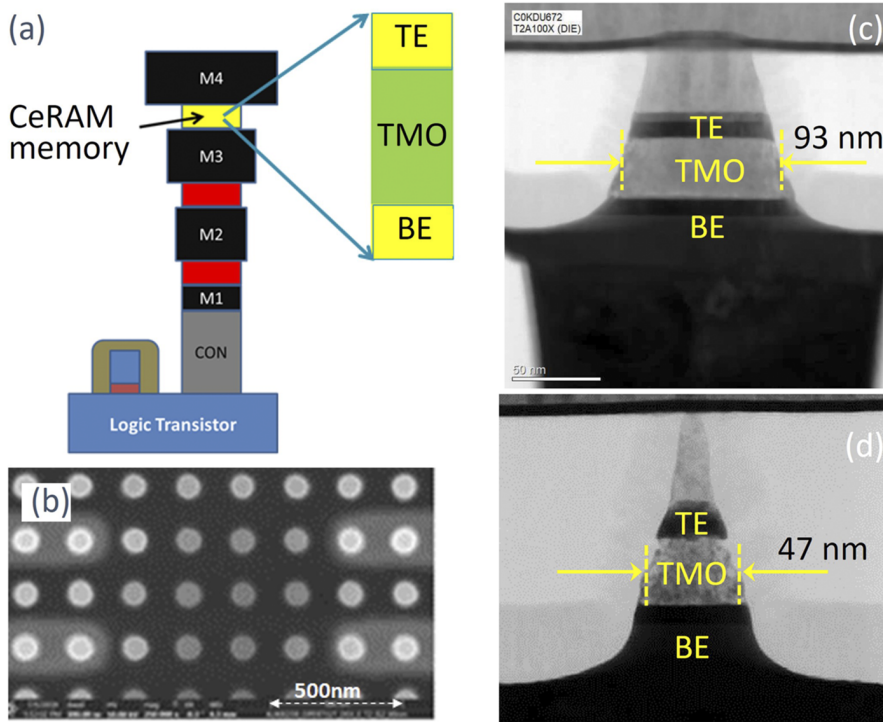 (a)
M4
CeRAM
memory
M3
M2
M1
CON
Logic Transistor
TE
TMO
BE
(b)
500nm
C0KDU672
T2A100X (DIE)
(c)
TE
93 nm
TMO
BE
50 nm
(d)
TE
47 nm
TMO
BE